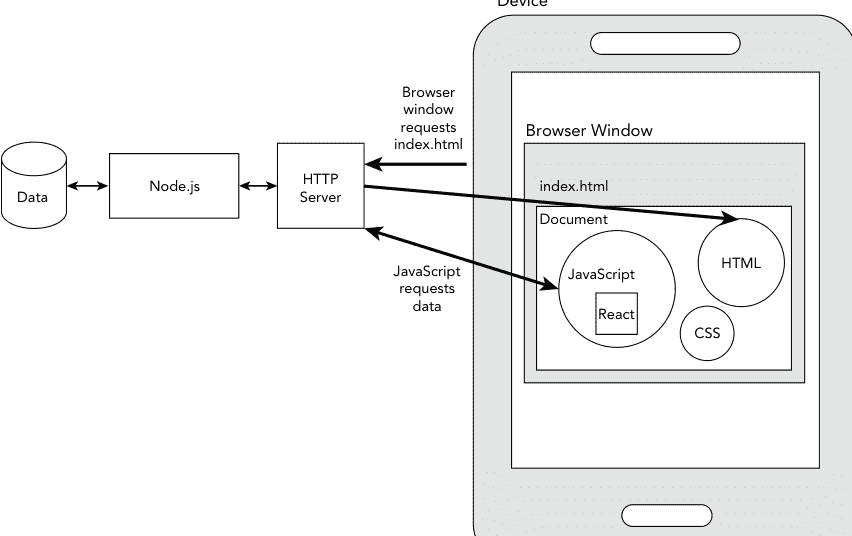 Device
Browser
window
requests
index.html
Browser Window
Data
Node.js
HTTP
Server
index.html
Document
JavaScript
React
HTML
CSS
JavaScript
requests
data